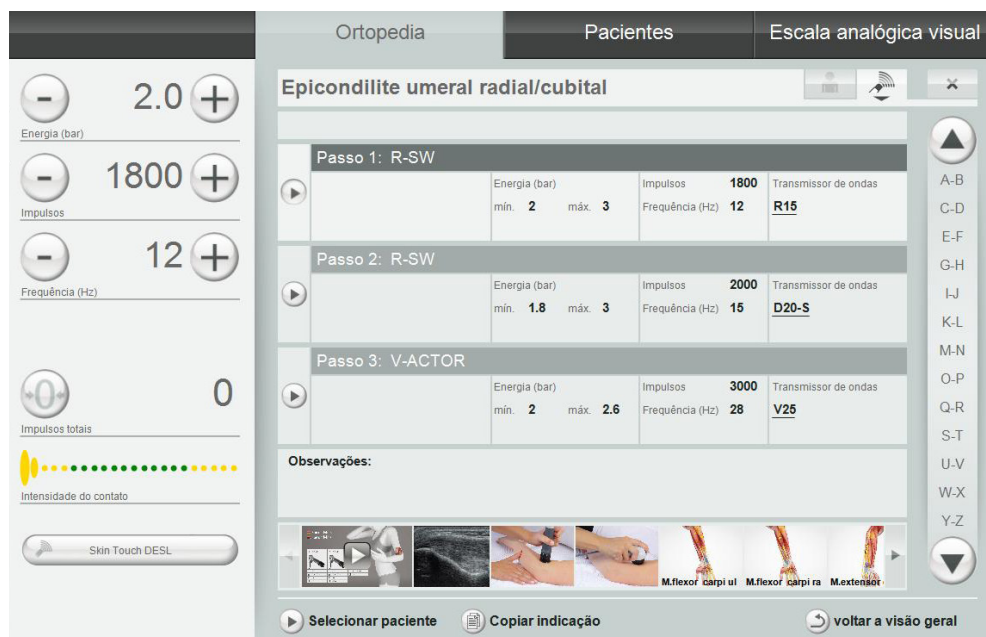 Ortopedia
Pacientes
Escala analógica visual
2.0
Energia (bar)
1800
Impulsos
12
Frequência (Hz)
0
Impulsos totais
Intensidade do contato
Skin Touch DESL
Epicondilite umeral radial/cubital
Passo 1: R-SW
Energia (bar)
mín. 2 máx. 3
Impulsos 1800
Frequência (Hz) 12
Transmissor de ondas
R15
Passo 2: R-SW
Energia (bar)
mín. 1.8 máx. 3
Impulsos 2000
Frequência (Hz) 15
Transmissor de ondas
D20-S
Passo 3: V-ACTOR
Energia (bar)
mín. 2 máx. 2.6
Impulsos 3000
Frequência (Hz) 28
Transmissor de ondas
V25
Observações:
M.flexor carpi ul
M.flexor carpi ra
M.extensor
Selecionar paciente
Copiar indicação
voltar a visão geral
A-B
C-D
E-F
G-H
I-J
K-L
M-N
O-P
Q-R
S-T
U-V
W-X
Y-Z